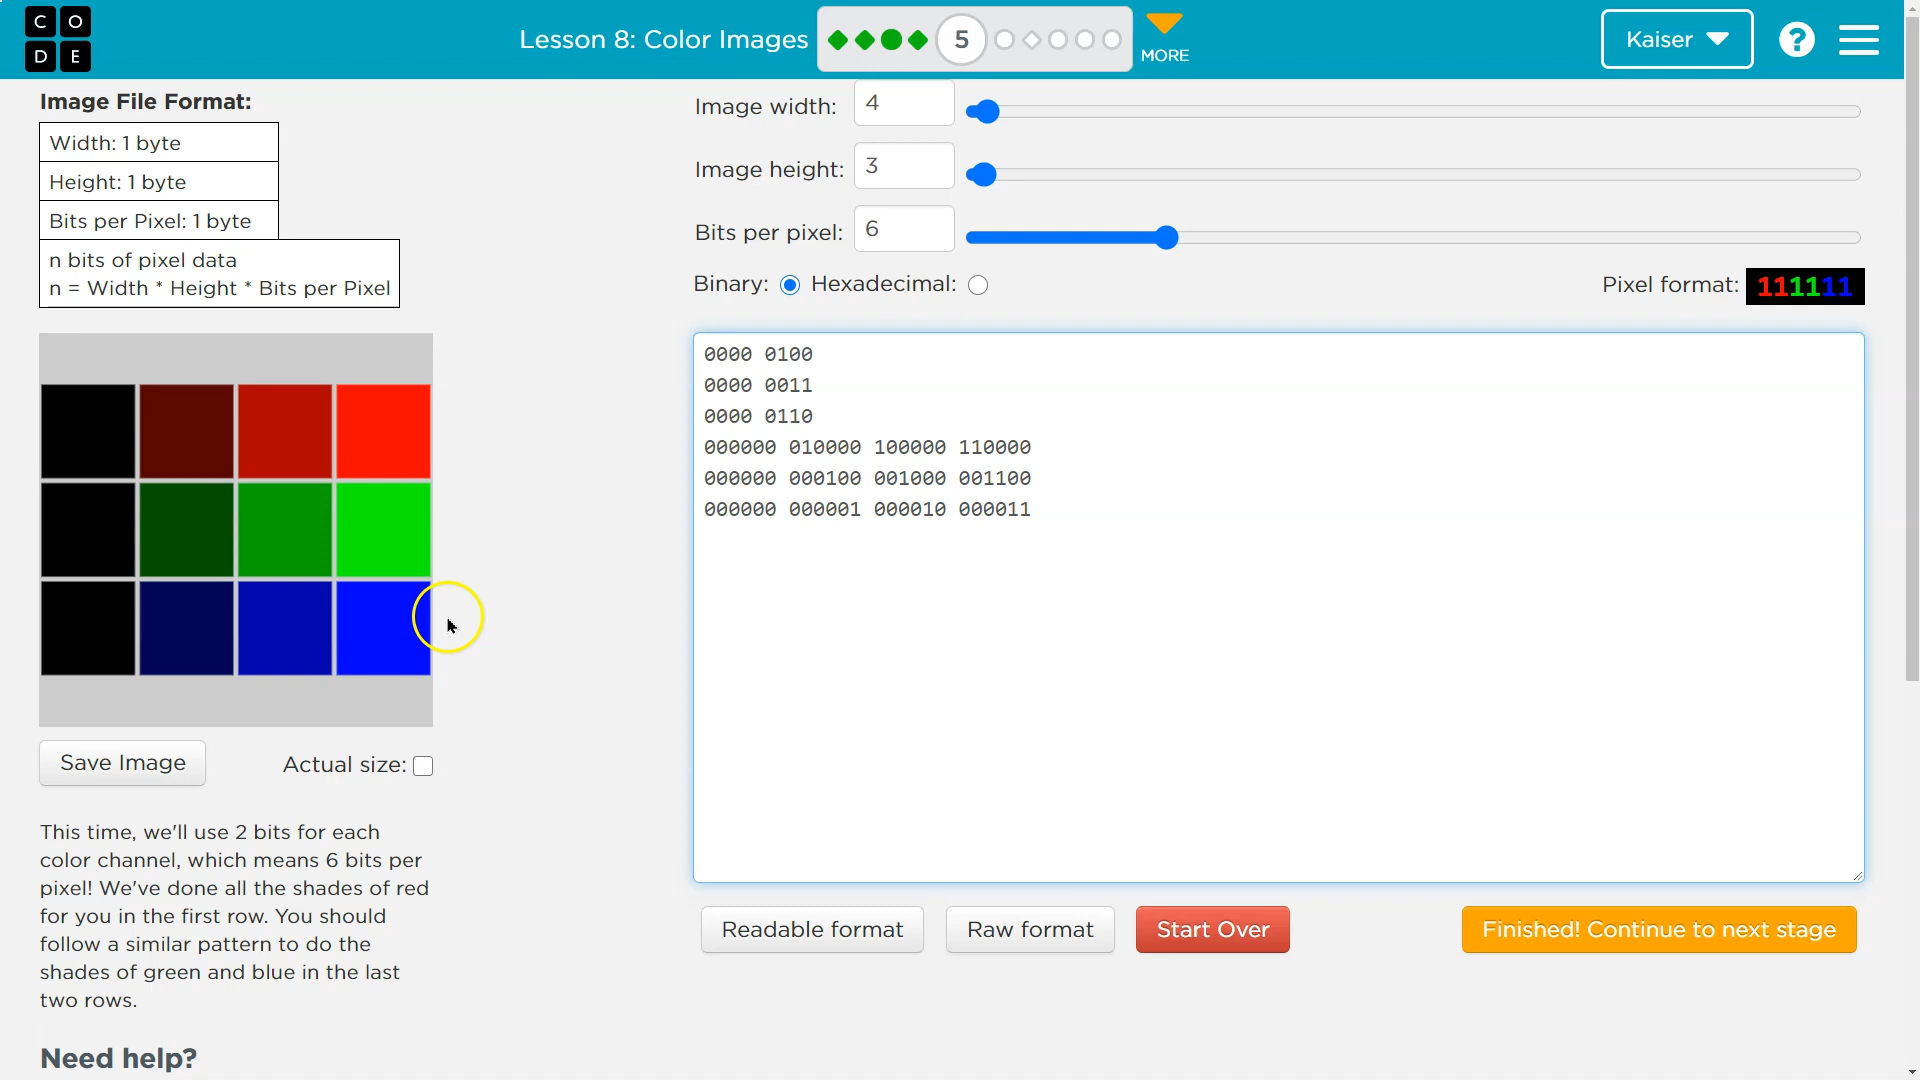 C O
D E
Lesson 8: Color Images
5
MORE
Kaiser
?
Image File Format:
Width: 1 byte
Height: 1 byte
Bits per Pixel: 1 byte
n bits of pixel data
n = Width * Height * Bits per Pixel
Image width: 4
Image height: 3
Bits per pixel: 6
Binary: Hexadecimal:
Pixel format: 111111
0000 0100
0000 0011
0000 0110
000000 010000 100000 110000
000000 000100 001000 001100
000000 000001 000010 000011
Save Image
Actual size:
This time, we'll use 2 bits for each
color channel, which means 6 bits per
pixel! We've done all the shades of red
for you in the first row. You should
follow a similar pattern to do the
shades of green and blue in the last
two rows.
Need help?
Readable format
Raw format
Start Over
Finished! Continue to next stage